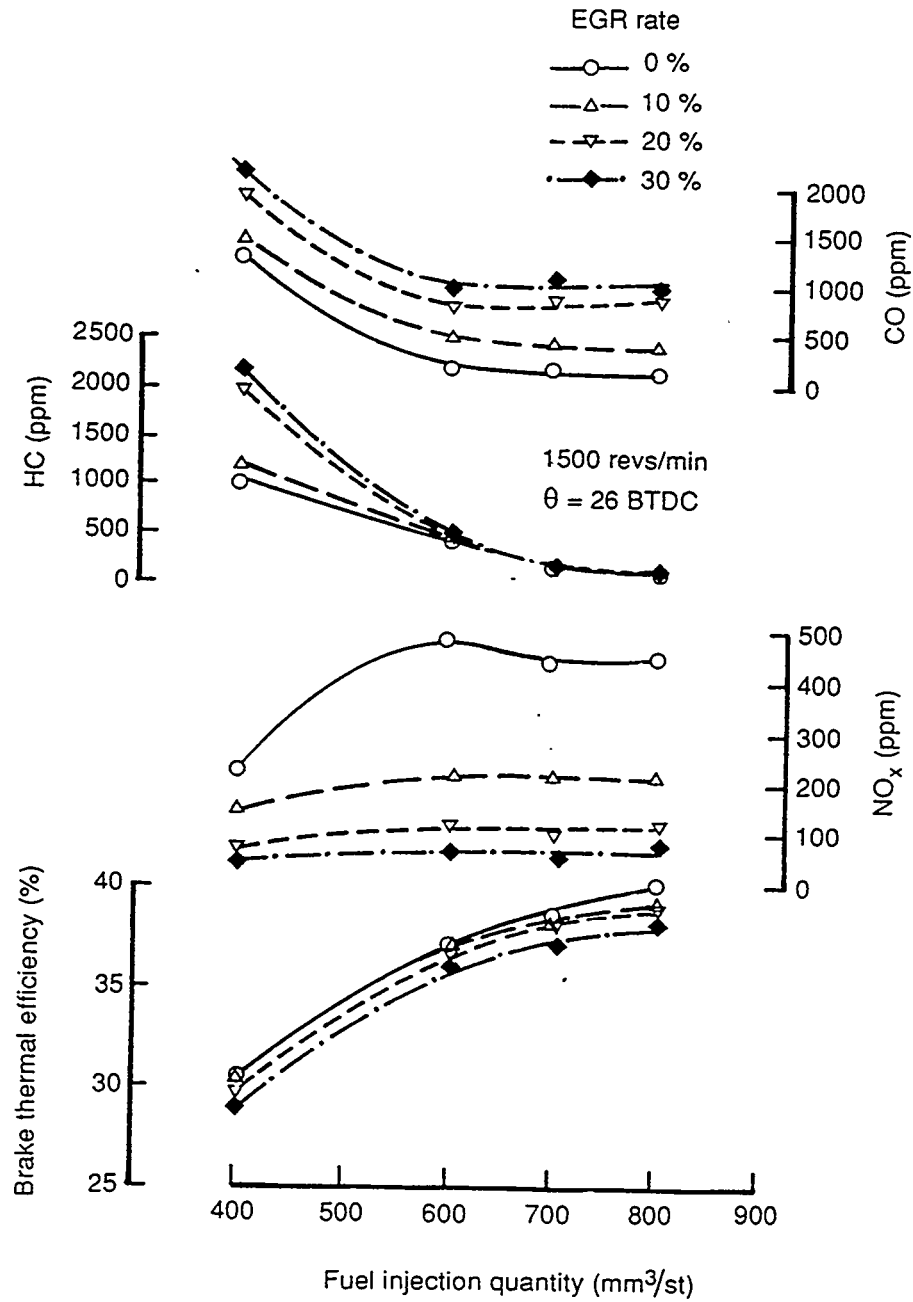 EGR rate
0 %
10 %
20 %
30 %
2000
1500
1000
500
0
CO (ppm)
2500
2000
1500
1000
500
0
HC (ppm)
1500 revs/min
θ = 26 BTDC
500
400
300
200
100
0
NOx (ppm)
40
35
30
25
Brake thermal efficiency (%)
400 500 600 700 800 900
Fuel injection quantity (mm³/st)